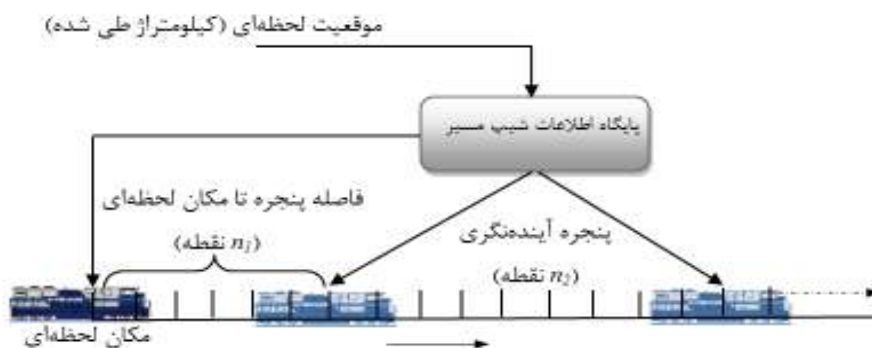 موقعیت لحظه‌ای (کیلومتراژ طی شده)
پایگاه اطلاعات شیب مسیر
فاصله پنجره تا مکان لحظه‌ای
(n1 نقطه)
پنجره آینده‌نگری
(n2 نقطه)
مکان لحظه‌ای